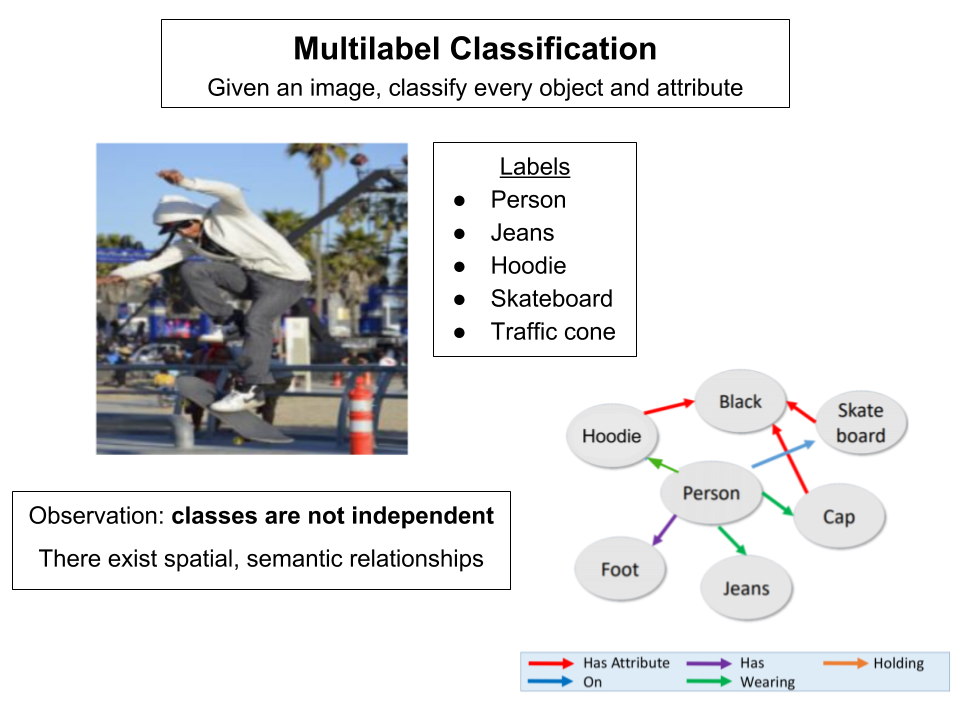 Multilabel Classification
Given an image, classify every object and attribute
Labels
● Person
● Jeans
● Hoodie
● Skateboard
● Traffic cone
Black
Skate
board
Hoodie
Person
Cap
Foot
Jeans
Observation: classes are not independent
There exist spatial, semantic relationships
Has Attribute
Has
Holding
On
Wearing